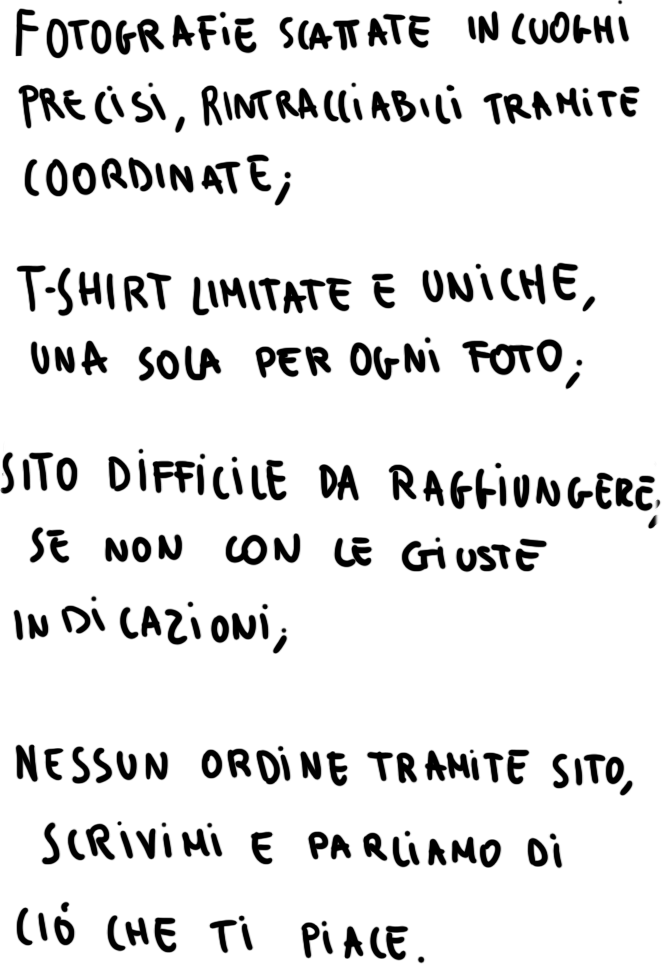 FOTOGRAFIE SCATTATE IN LUOGHI
PRECISI, RINTRACCIABILI TRAMITE
COORDINATE;
T-SHIRT LIMITATE E UNICHE,
UNA SOLA PER OGNI FOTO;
SITO DIFFICILE DA RAGGIUNGERE,
SE NON CON LE GIUSTE
INDICAZIONI;
NESSUN ORDINE TRAMITE SITO,
SCRIVIMI E PARLIAMO DI
CIÓ CHE TI PIACE.